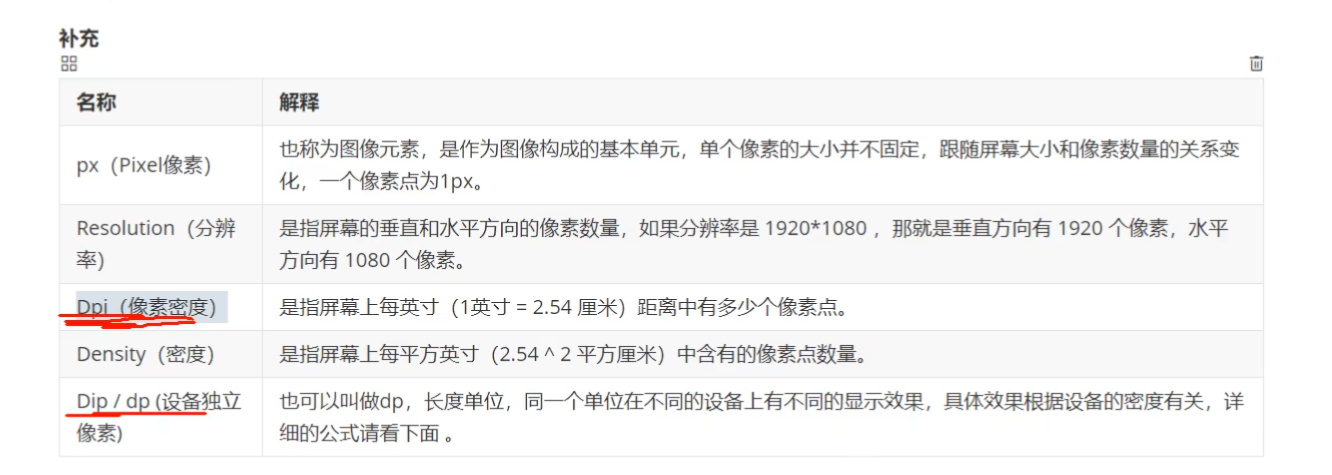 补充
名称
解释
px（Pixel像素）
也称为图像元素，是作为图像构成的基本单元，单个像素的大小并不固定，跟随屏幕大小和像素数量的关系变
化，一个像素点为1px。
Resolution（分辨
率）
是指屏幕的垂直和水平方向的像素数量，如果分辨率是 1920*1080 ，那就是垂直方向有 1920 个像素，水平
方向有 1080 个像素。
Dpi（像素密度）
是指屏幕上每英寸（1英寸 = 2.54 厘米）距离中有多少个像素点。
Density（密度）
是指屏幕上每平方英寸（2.54 ^ 2 平方厘米）中含有的像素点数量。
Dip / dp (设备独立
像素)
也可以叫做dp，长度单位，同一个单位在不同的设备上有不同的显示效果，具体效果根据设备的密度有关，详
细的公式请看下面 。